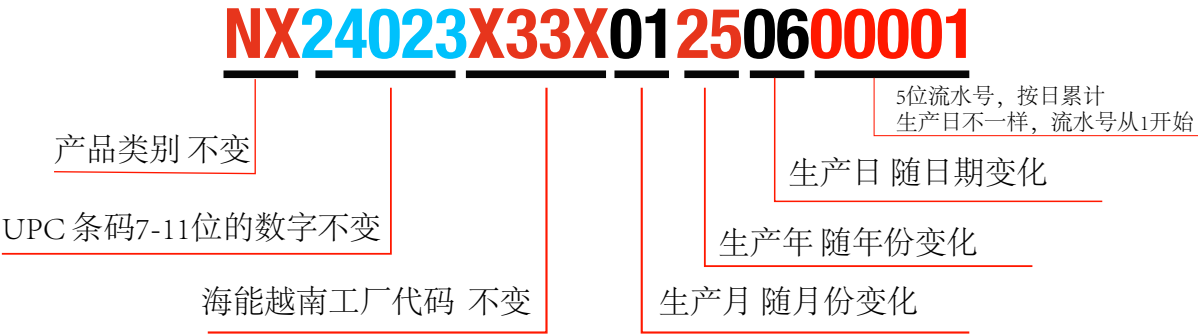 NX24023X33X01250600001
5位流水号，按日累计
生产日不一样，流水号从1开始
产品类别 不变
生产日 随日期变化
UPC 条码7-11位的数字不变
生产年 随年份变化
海能越南工厂代码 不变
生产月 随月份变化